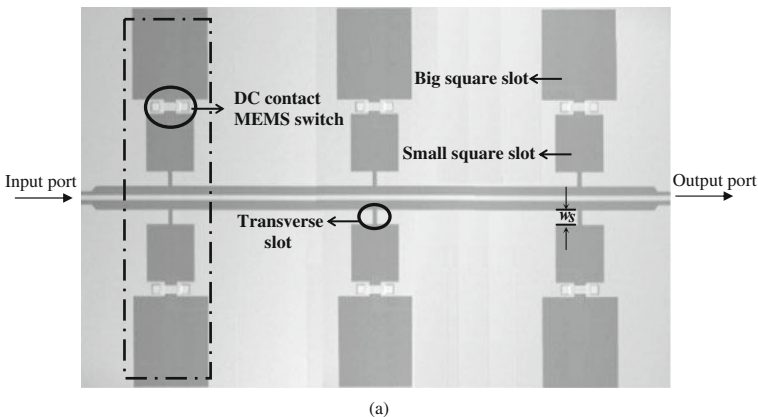 Big square slot
DC contact
MEMS switch
Small square slot
Input port
Output port
Transverse
slot
ws
(a)